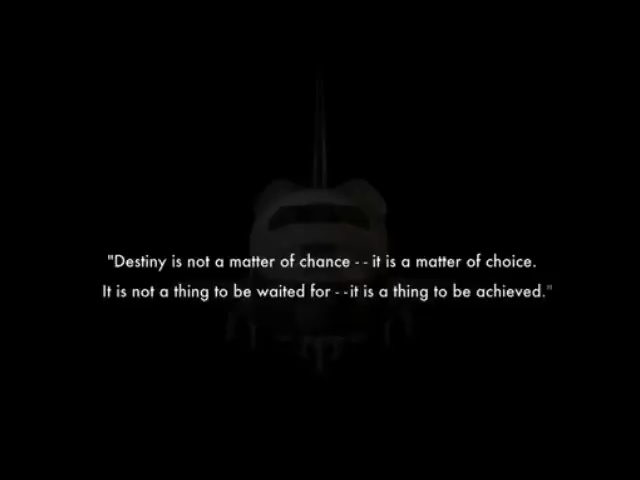 "Destiny is not a matter of chance - - it is a matter of choice.
It is not a thing to be waited for - - it is a thing to be achieved."